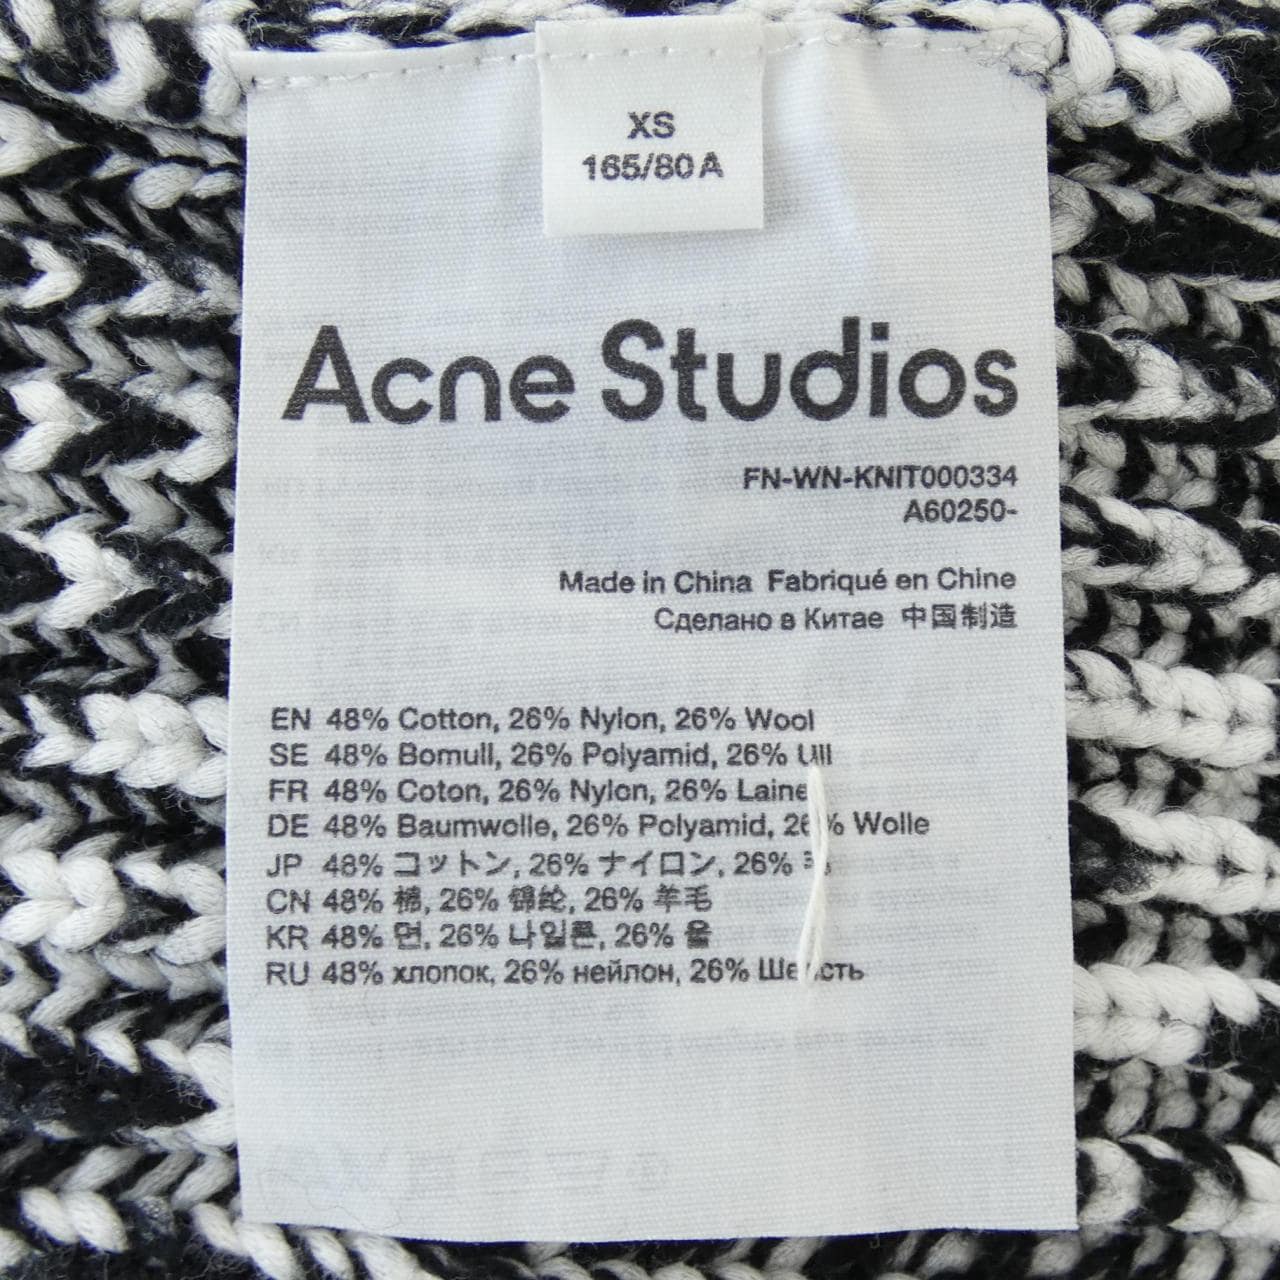 XS
165/80A
Acne Studios
FN-WN-KNIT000334
A60250-
Made in China Fabriqué en Chine
Сделано в Китае 中国制造
EN 48% Cotton, 26% Nylon, 26% Wool
SE 48% Bomull, 26% Polyamid, 26% Ull
FR 48% Coton, 26% Nylon, 26% Laine
DE 48% Baumwolle, 26% Polyamid, 26% Wolle
JP 48% コットン, 26% ナイロン, 26%
CN 48% 棉, 26% 锦纶, 26% 羊毛
KR 48% 면, 26% 나일론, 26% 울
RU 48% хлопок, 26% нейлон, 26% Шерсть